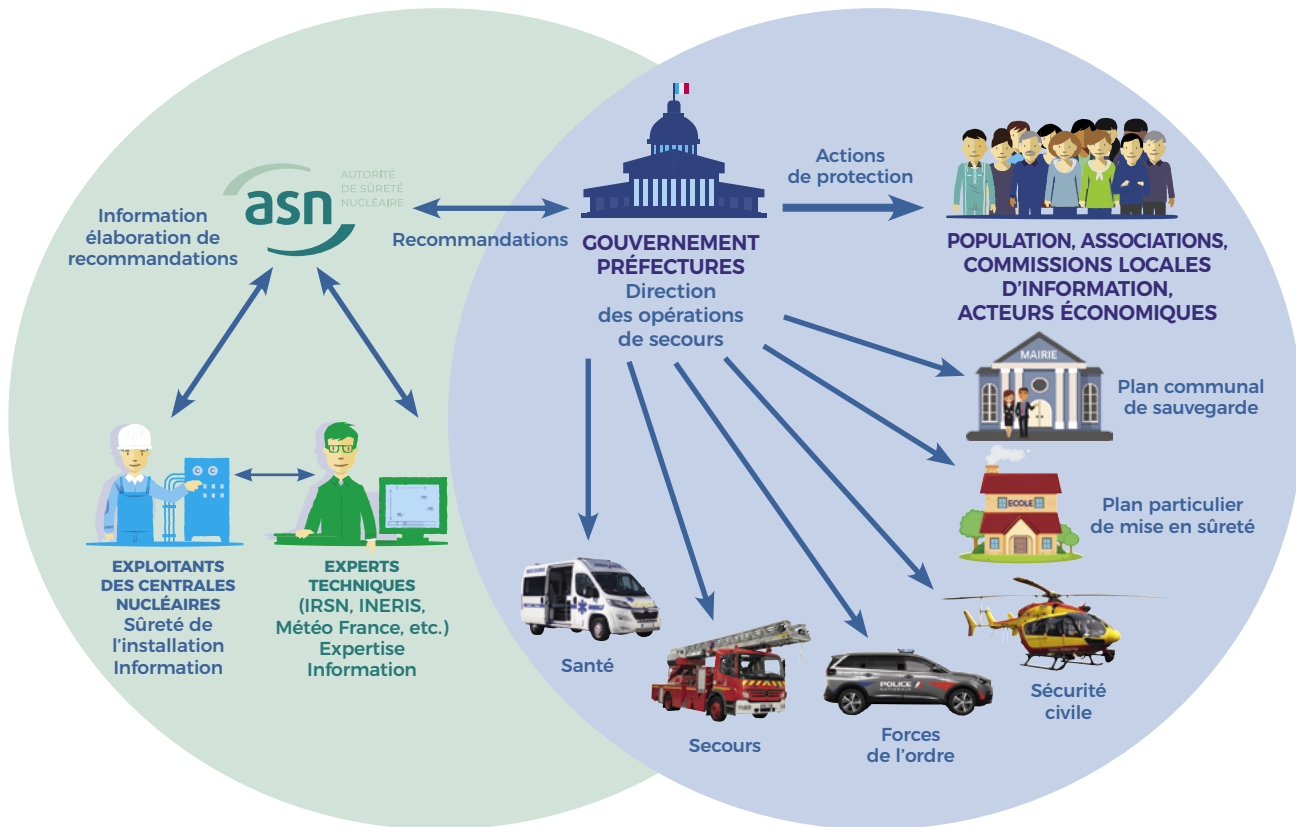 asn
AUTORITÉ
DE SÛRETÉ
NUCLÉAIRE
Information
élaboration de
recommandations
Recommandations
EXPLOITANTS
DES CENTRALES
NUCLÉAIRES
Sûreté de
l'installation
Information
EXPERTS
TECHNIQUES
(IRSN, INERIS,
Météo France, etc.)
Expertise
Information
GOUVERNEMENT
PRÉFECTURES
Direction
des opérations
de secours
Actions
de protection
POPULATION, ASSOCIATIONS,
COMMISSIONS LOCALES
D'INFORMATION,
ACTEURS ÉCONOMIQUES
MAIRIE
Plan communal
de sauvegarde
ECOLE
Plan particulier
de mise en sûreté
Santé
Secours
POLICE
NATIONALE
Forces
de l'ordre
Sécurité
civile